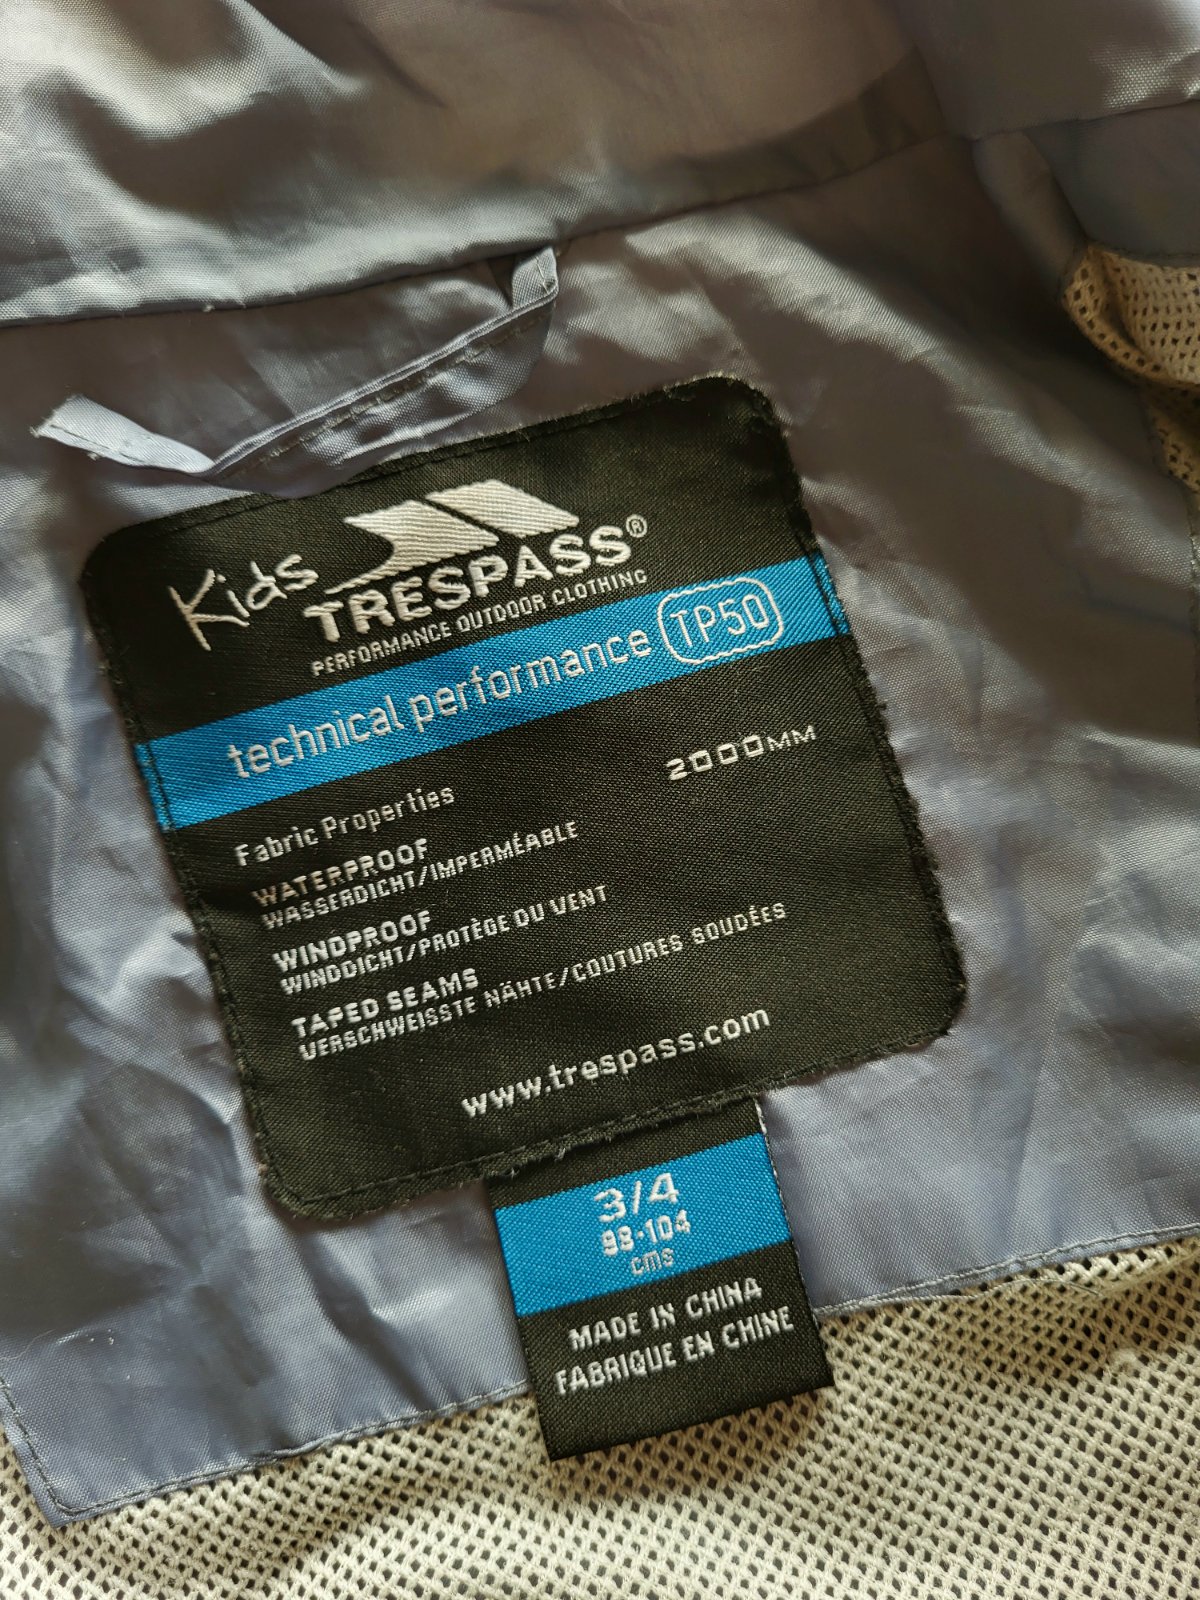 Kids
TRESPASS®
PERFORMANCE OUTDOOR CLOTHING
technical performance TP50
Fabric Properties 2000MM
WATERPROOF
WASSERDICHT/IMPERMÉABLE
WINDPROOF
WINDDICHT/PROTÈGE DU VENT
TAPED SEAMS
VERSCHWEISSTE NÄHTE/COUTURES SOUDÉES
www.trespass.com
3/4
98-104
cms
MADE IN CHINA
FABRIQUE EN CHINE